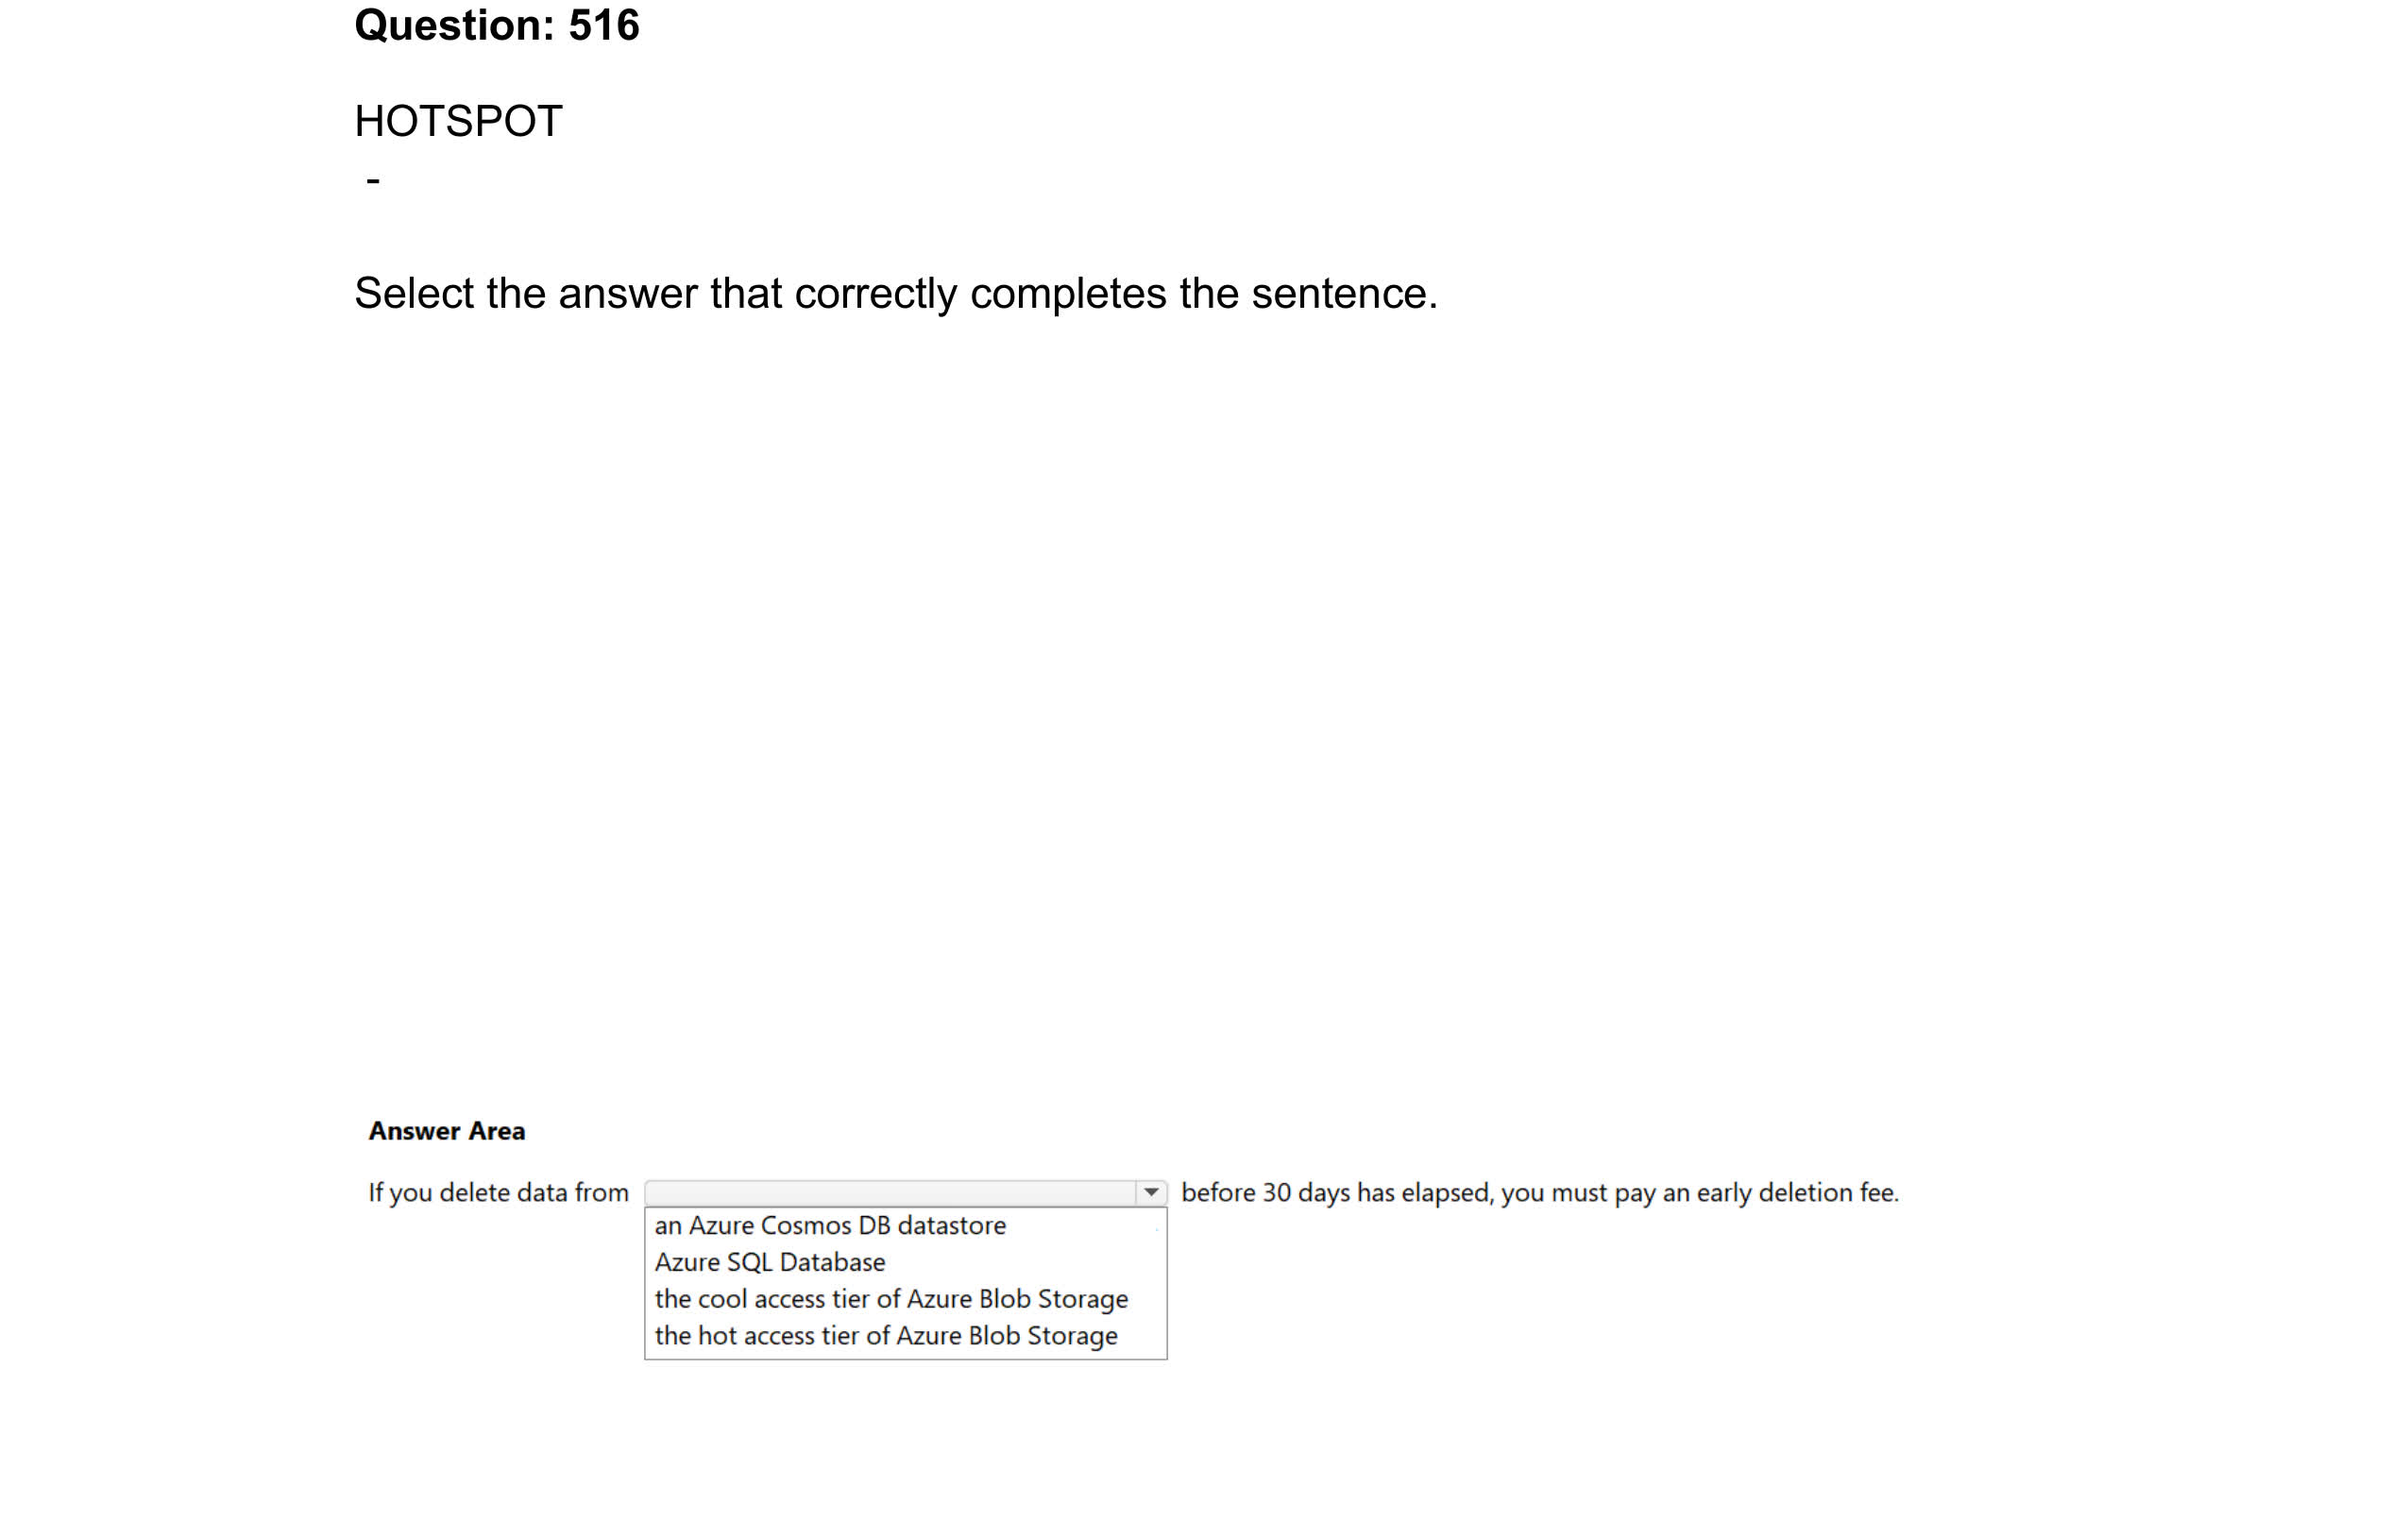 Question: 516
HOTSPOT
-
Select the answer that correctly completes the sentence.
Answer Area
If you delete data from before 30 days has elapsed, you must pay an early deletion fee.
an Azure Cosmos DB datastore
Azure SQL Database
the cool access tier of Azure Blob Storage
the hot access tier of Azure Blob Storage